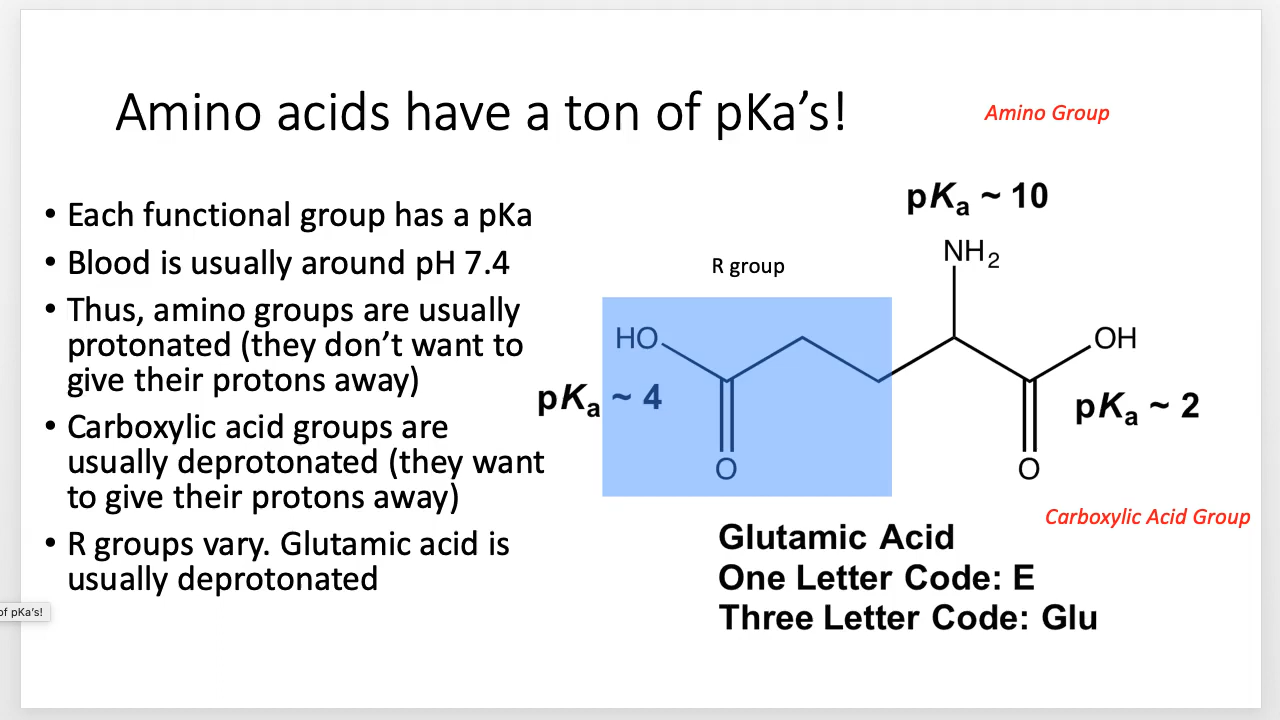 Amino acids have a ton of pKa’s!
Amino Group
• Each functional group has a pKa
• Blood is usually around pH 7.4
• Thus, amino groups are usually
protonated (they don’t want to
give their protons away)
• Carboxylic acid groups are
usually deprotonated (they want
to give their protons away)
• R groups vary. Glutamic acid is
usually deprotonated
pKa ~ 10
NH2
R group
HO
OH
pKa ~ 4
pKa ~ 2
O
O
Carboxylic Acid Group
Glutamic Acid
One Letter Code: E
Three Letter Code: Glu
of pKa's!